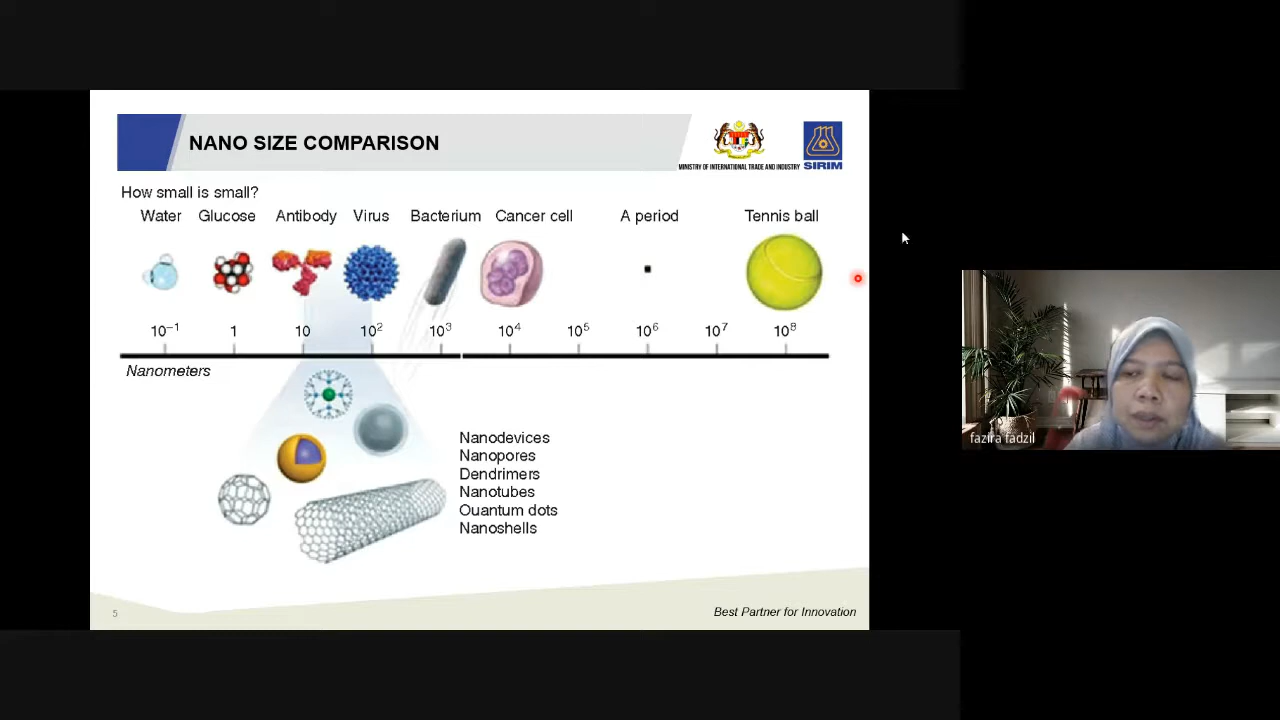 NANO SIZE COMPARISON
MINISTRY OF INTERNATIONAL TRADE AND INDUSTRY
SIRIM
How small is small?
Water Glucose Antibody Virus Bacterium Cancer cell A period Tennis ball
10⁻¹ 1 10 10² 10³ 10⁴ 10⁵ 10⁶ 10⁷ 10⁸
Nanometers
Nanodevices
Nanopores
Dendrimers
Nanotubes
Ouantum dots
Nanoshells
fazira fadzil
5
Best Partner for Innovation